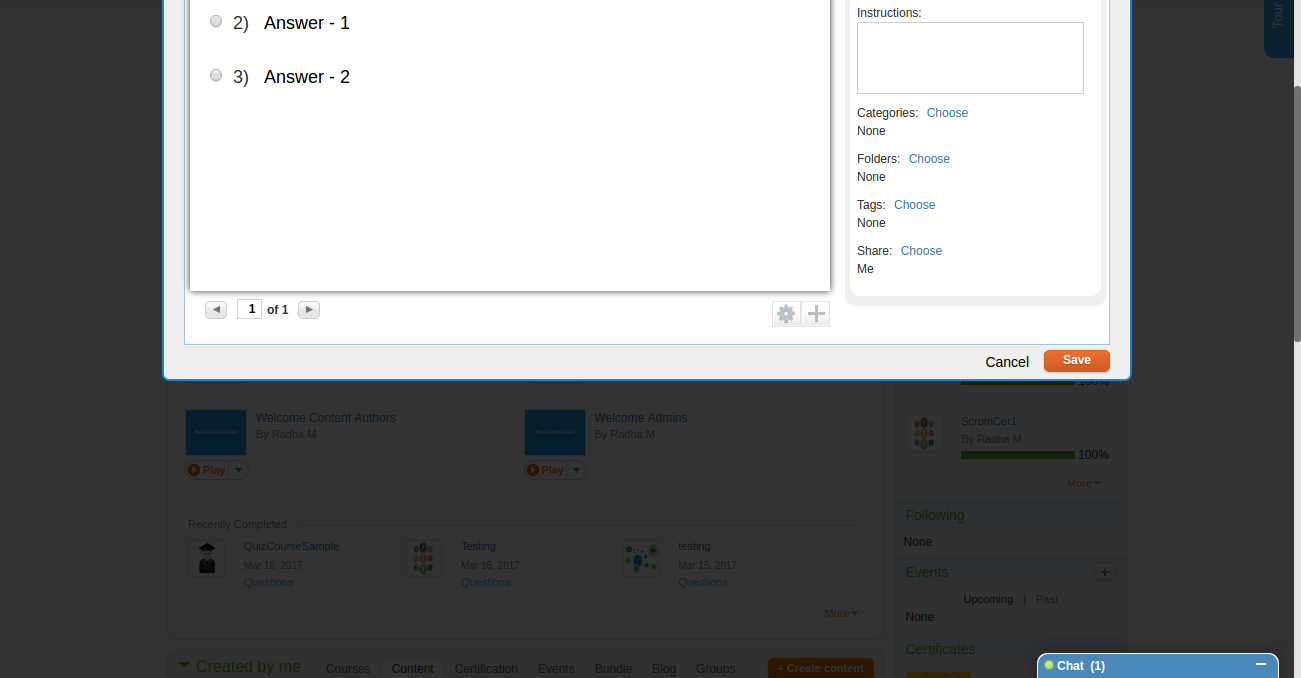 2) Answer - 1
3) Answer - 2
1 of 1
Instructions:
Categories: Choose
None
Folders: Choose
None
Tags: Choose
None
Share: Choose
Me
Cancel Save
Tour
100%
Welcome Content Authors
By Radha M
Play
Welcome Admins
By Radha M
Play
ScromCer1
By Radha M
100%
More
Recently Completed
QuizCourseSample
Mar 16, 2017
Questions
Testing
Mar 16, 2017
Questions
testing
Mar 15, 2017
Questions
More
Following
None
Events +
Upcoming | Past
None
Certificates
Created by me Courses Content Certification Events Bundle Blog Groups + Create content
Chat (1)